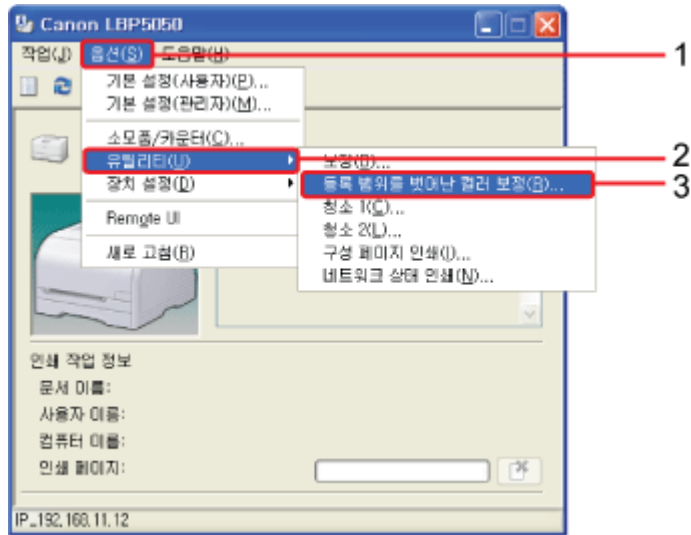 Canon LBP5050
작업(J) 옵션(S) 도움말(H)
1
기본 설정(사용자)(P)...
기본 설정(관리자)(M)...
소모품/카운터(C)...
유틸리티(U)
2
장치 설정(D)
Remote UI
새로 고침(R)
보정(B)...
등록 범위를 벗어난 컬러 보정(R)...
3
청소 1(C)...
청소 2(L)...
구성 페이지 인쇄(I)...
네트워크 상태 인쇄(N)...
인쇄 작업 정보
문서 이름:
사용자 이름:
컴퓨터 이름:
인쇄 페이지:
IP_192.168.11.12